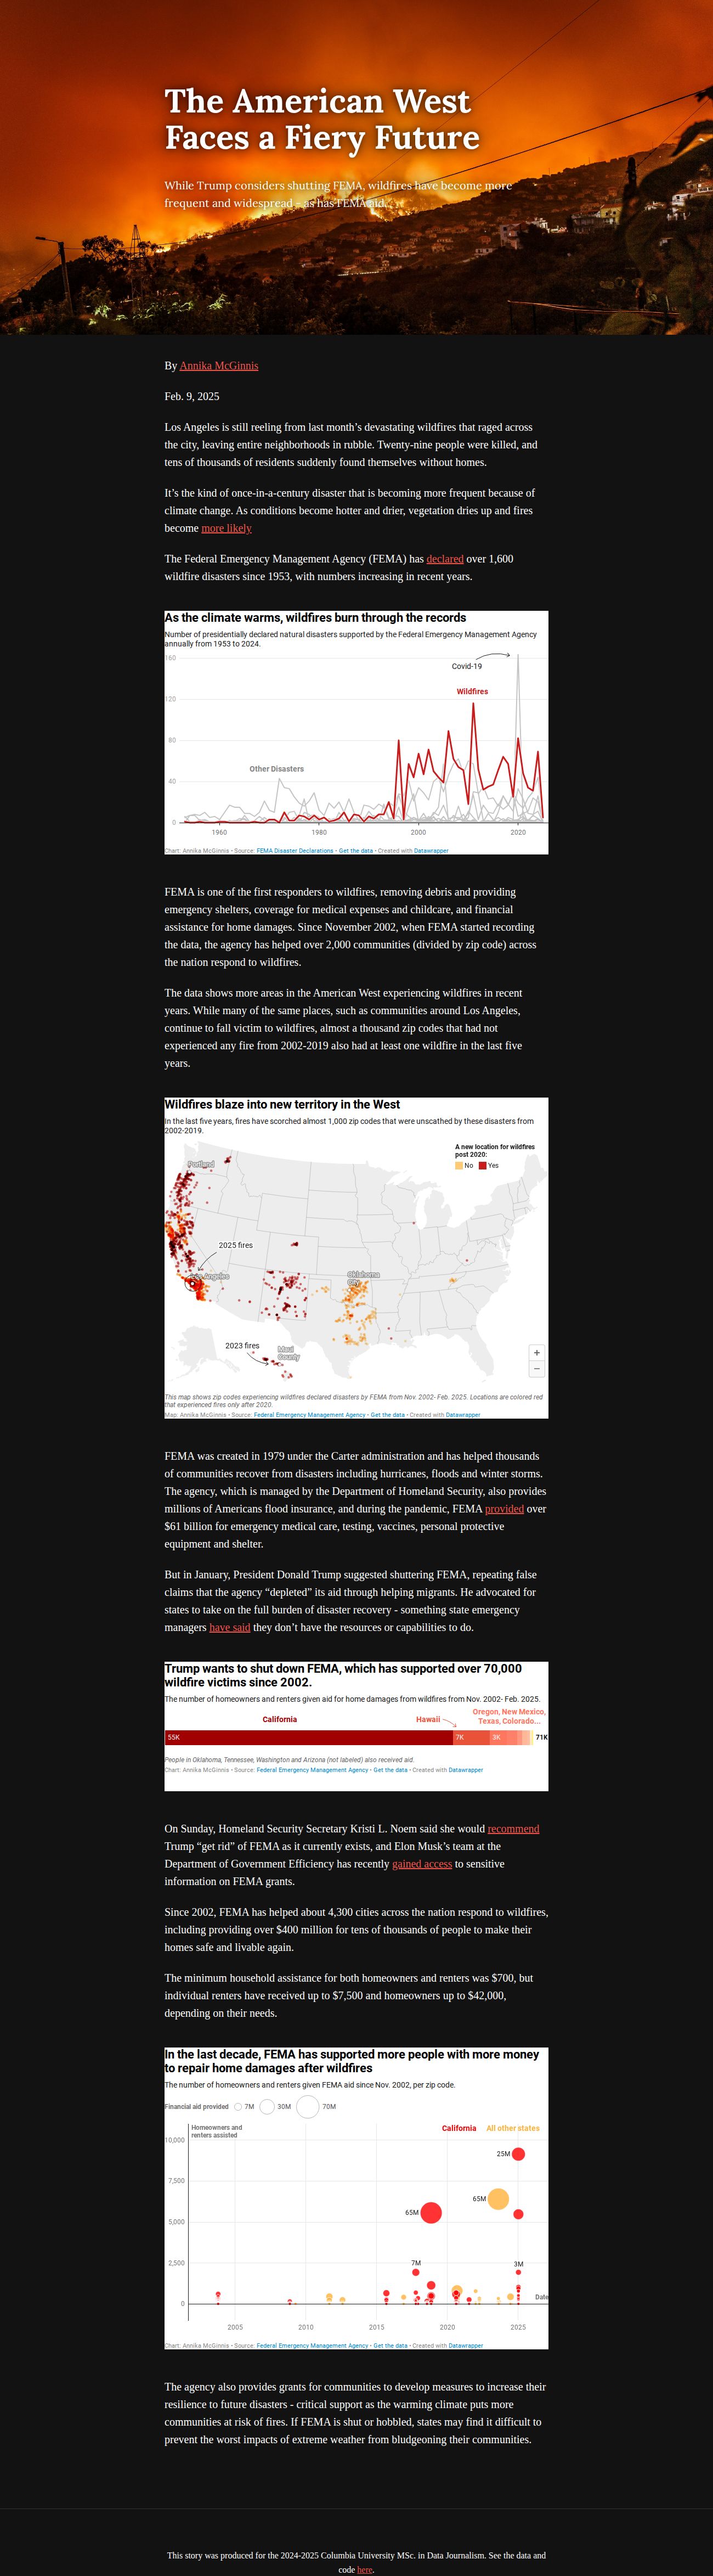 The American West
Faces a Fiery Future
While Trump considers shutting FEMA, wildfires have become more
frequent and widespread - as has FEMA aid.
By Annika McGinnis
Feb. 9, 2025
Los Angeles is still reeling from last month’s devastating wildfires that raged across
the city, leaving entire neighborhoods in rubble. Twenty-nine people were killed, and
tens of thousands of residents suddenly found themselves without homes.
It’s the kind of once-in-a-century disaster that is becoming more frequent because of
climate change. As conditions become hotter and drier, vegetation dries up and fires
become more likely
The Federal Emergency Management Agency (FEMA) has declared over 1,600
wildfire disasters since 1953, with numbers increasing in recent years.
As the climate warms, wildfires burn through the records
Number of presidentially declared natural disasters supported by the Federal Emergency Management Agency
annually from 1953 to 2024.
160
Covid-19
Wildfires
120
80
Other Disasters
40
0
1960 1980 2000 2020
Chart: Annika McGinnis • Source: FEMA Disaster Declarations • Get the data • Created with Datawrapper
FEMA is one of the first responders to wildfires, removing debris and providing
emergency shelters, coverage for medical expenses and childcare, and financial
assistance for home damages. Since November 2002, when FEMA started recording
the data, the agency has helped over 2,000 communities (divided by zip code) across
the nation respond to wildfires.
The data shows more areas in the American West experiencing wildfires in recent
years. While many of the same places, such as communities around Los Angeles,
continue to fall victim to wildfires, almost a thousand zip codes that had not
experienced any fire from 2002-2019 also had at least one wildfire in the last five
years.
Wildfires blaze into new territory in the West
In the last five years, fires have scorched almost 1,000 zip codes that were unscathed by these disasters from
2002-2019.
A new location for wildfires
post 2020:
No Yes
Portland
2025 fires
Los Angeles
Oklahoma
City
2023 fires
Maui
County
+
−
This map shows zip codes experiencing wildfires declared disasters by FEMA from Nov. 2002- Feb. 2025. Locations are colored red
that experienced fires only after 2020.
Map: Annika McGinnis • Source: Federal Emergency Management Agency • Get the data • Created with Datawrapper
FEMA was created in 1979 under the Carter administration and has helped thousands
of communities recover from disasters including hurricanes, floods and winter storms.
The agency, which is managed by the Department of Homeland Security, also provides
millions of Americans flood insurance, and during the pandemic, FEMA provided over
$61 billion for emergency medical care, testing, vaccines, personal protective
equipment and shelter.
But in January, President Donald Trump suggested shuttering FEMA, repeating false
claims that the agency “depleted” its aid through helping migrants. He advocated for
states to take on the full burden of disaster recovery - something state emergency
managers have said they don’t have the resources or capabilities to do.
Trump wants to shut down FEMA, which has supported over 70,000
wildfire victims since 2002.
The number of homeowners and renters given aid for home damages from wildfires from Nov. 2002- Feb. 2025.
California Hawaii Oregon, New Mexico,
Texas, Colorado...
55K 7K 3K 71K
People in Oklahoma, Tennessee, Washington and Arizona (not labeled) also received aid.
Chart: Annika McGinnis • Source: Federal Emergency Management Agency • Get the data • Created with Datawrapper
On Sunday, Homeland Security Secretary Kristi L. Noem said she would recommend
Trump “get rid” of FEMA as it currently exists, and Elon Musk’s team at the
Department of Government Efficiency has recently gained access to sensitive
information on FEMA grants.
Since 2002, FEMA has helped about 4,300 cities across the nation respond to wildfires,
including providing over $400 million for tens of thousands of people to make their
homes safe and livable again.
The minimum household assistance for both homeowners and renters was $700, but
individual renters have received up to $7,500 and homeowners up to $42,000,
depending on their needs.
In the last decade, FEMA has supported more people with more money
to repair home damages after wildfires
The number of homeowners and renters given FEMA aid since Nov. 2002, per zip code.
Financial aid provided 7M 30M 70M
Homeowners and
renters assisted
California All other states
10,000
25M
7,500
65M
65M
5,000
2,500
7M 3M
0
Date
2005 2010 2015 2020 2025
Chart: Annika McGinnis • Source: Federal Emergency Management Agency • Get the data • Created with Datawrapper
The agency also provides grants for communities to develop measures to increase their
resilience to future disasters - critical support as the warming climate puts more
communities at risk of fires. If FEMA is shut or hobbled, states may find it difficult to
prevent the worst impacts of extreme weather from bludgeoning their communities.
This story was produced for the 2024-2025 Columbia University MSc. in Data Journalism. See the data and
code here.